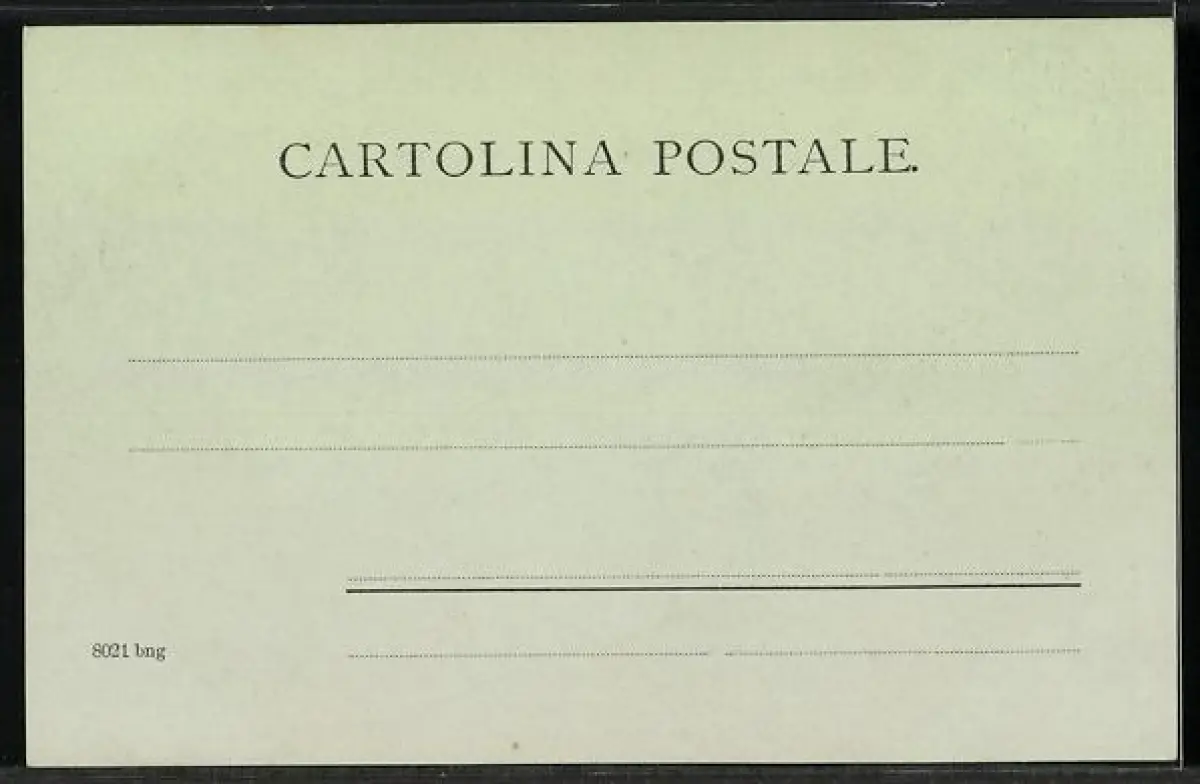 CARTOLINA POSTALE.
8021 bng